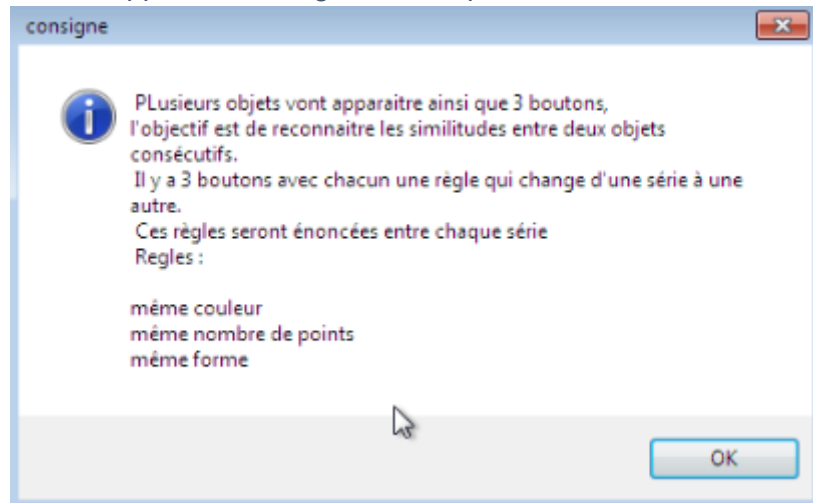 consigne
PLusieurs objets vont apparaitre ainsi que 3 boutons,
l'objectif est de reconnaitre les similitudes entre deux objets
consécutifs.
Il y a 3 boutons avec chacun une règle qui change d'une série à une
autre.
Ces règles seront énoncées entre chaque série
Regles :
même couleur
même nombre de points
même forme
OK